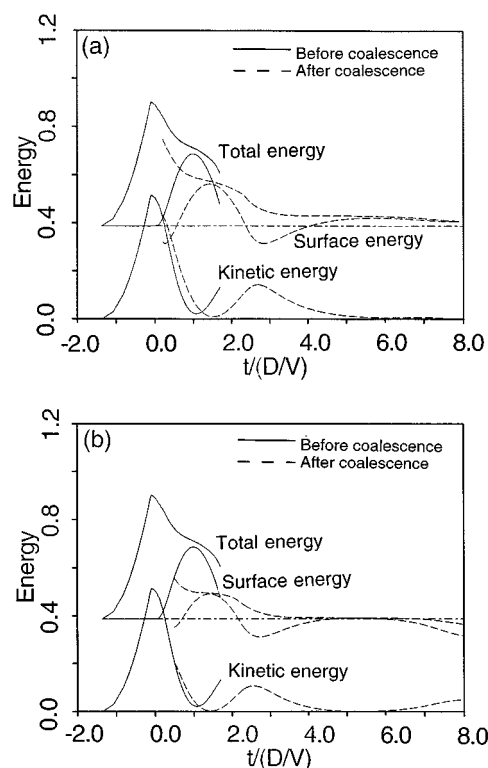 (a)
Before coalescence
After coalescence
1.2
0.8
0.4
0.0
Energy
Total energy
Surface energy
Kinetic energy
-2.0 0.0 2.0 4.0 6.0 8.0
t/(D/V)
(b)
Before coalescence
After coalescence
1.2
0.8
0.4
0.0
Energy
Total energy
Surface energy
Kinetic energy
-2.0 0.0 2.0 4.0 6.0 8.0
t/(D/V)